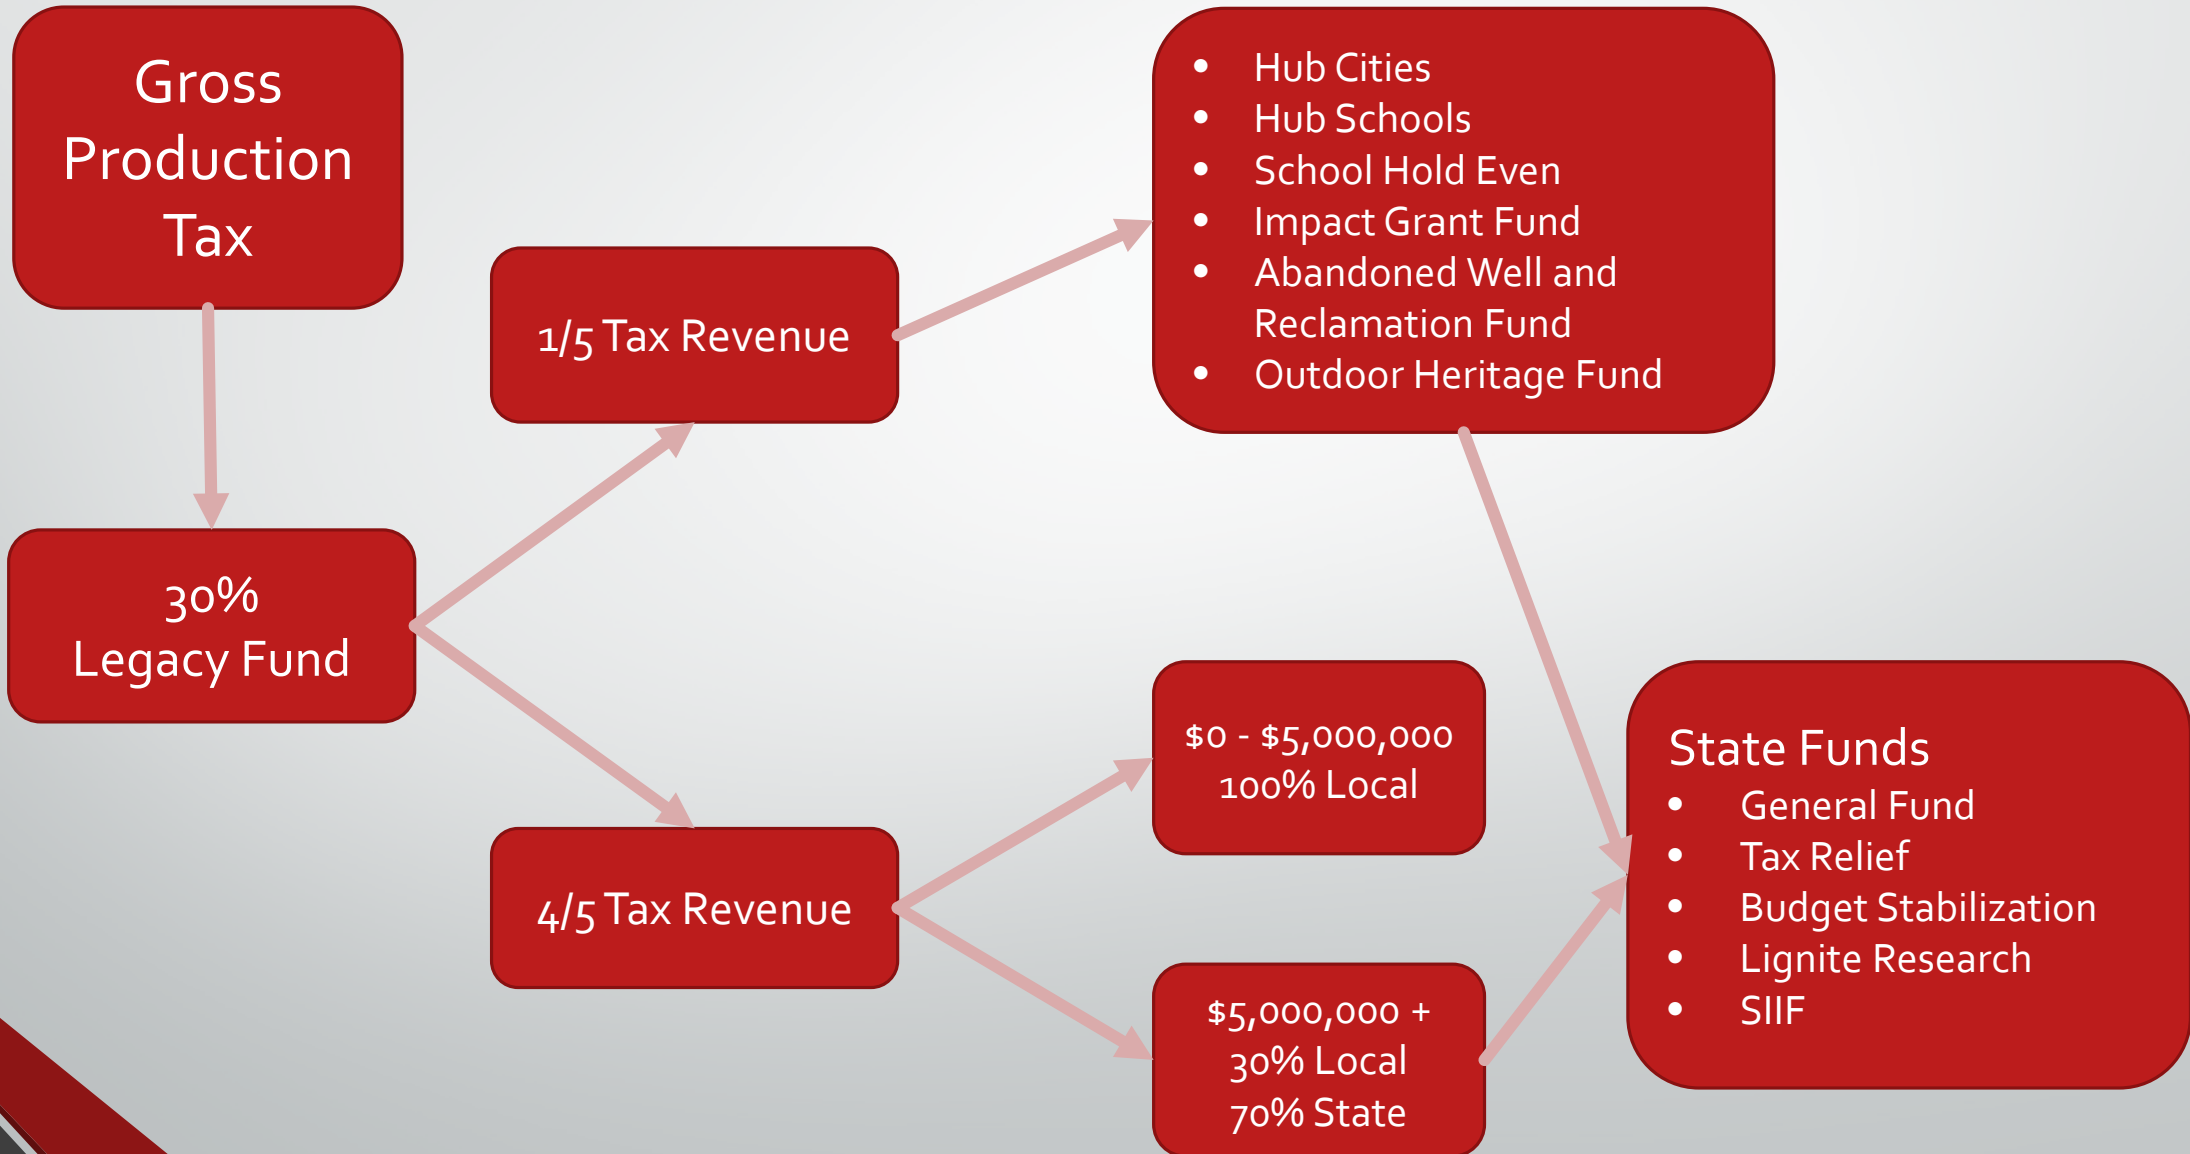 Gross
Production
Tax
30%
Legacy Fund
1/5 Tax Revenue
4/5 Tax Revenue
• Hub Cities
• Hub Schools
• School Hold Even
• Impact Grant Fund
• Abandoned Well and
Reclamation Fund
• Outdoor Heritage Fund
$0 - $5,000,000
100% Local
$5,000,000 +
30% Local
70% State
State Funds
• General Fund
• Tax Relief
• Budget Stabilization
• Lignite Research
• SIIF